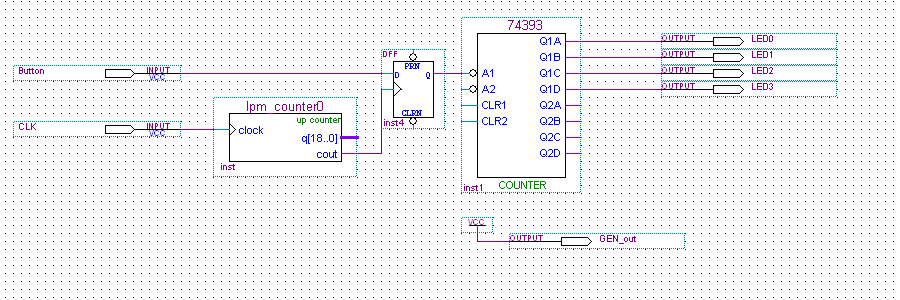 74393
Q1A OUTPUT LED0
DFF
Q1B OUTPUT LED1
PRN
Button INPUT VCC
D Q
A1 Q1C OUTPUT LED2
A2 Q1D OUTPUT LED3
lpm_counter0
CLR1 Q2A
CLRN
up counter
inst4
CLK INPUT VCC
clock
CLR2 Q2B
q[18..0]
Q2C
cout
Q2D
inst
inst1
COUNTER
VCC
OUTPUT GEN_out